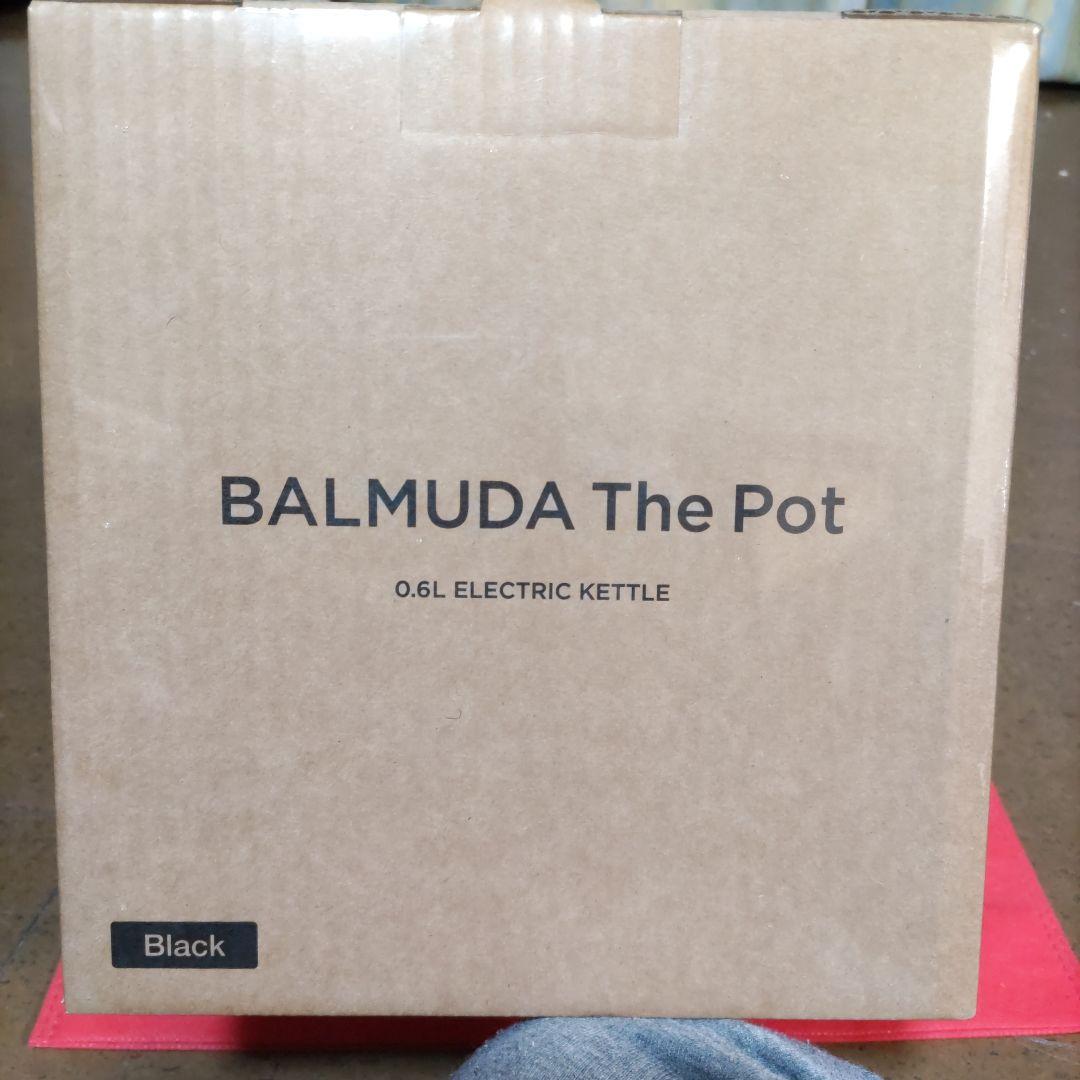 BALMUDA The Pot
0.6L ELECTRIC KETTLE
Black